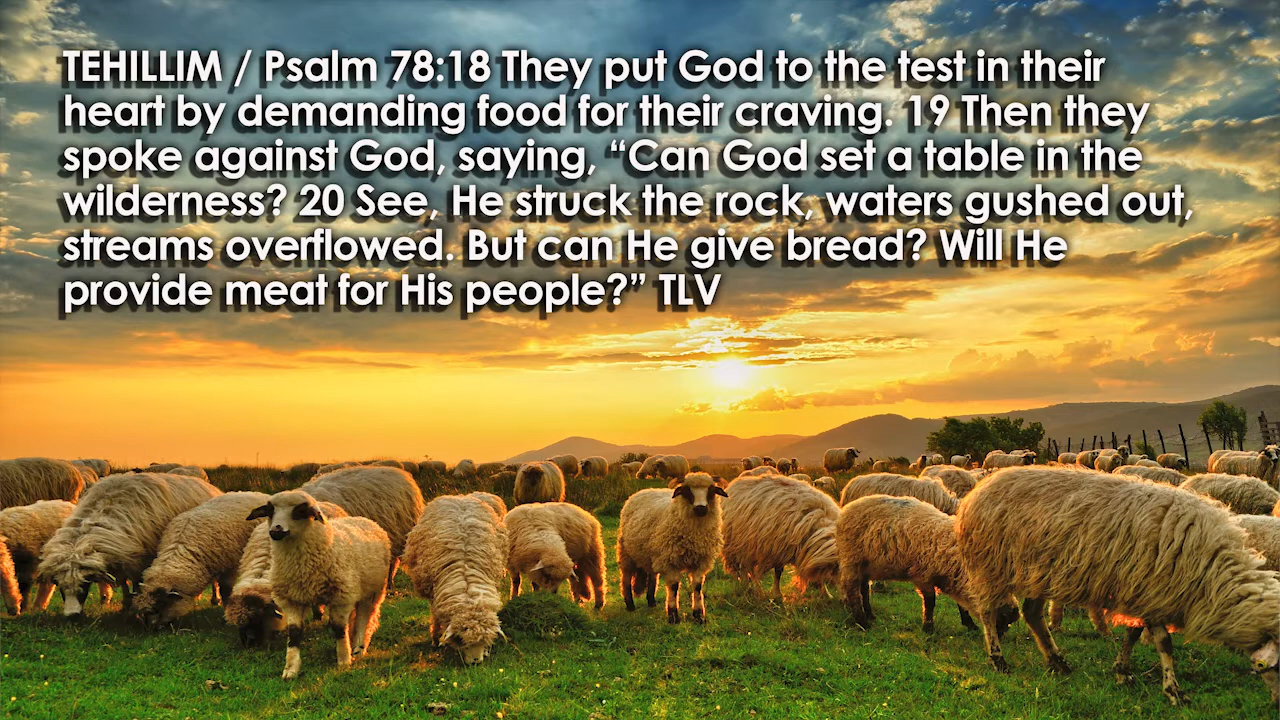 TEHILLIM / Psalm 78:18 They put God to the test in their
heart by demanding food for their craving. 19 Then they
spoke against God, saying, “Can God set a table in the
wilderness? 20 See, He struck the rock, waters gushed out,
streams overflowed. But can He give bread? Will He
provide meat for His people?” TLV